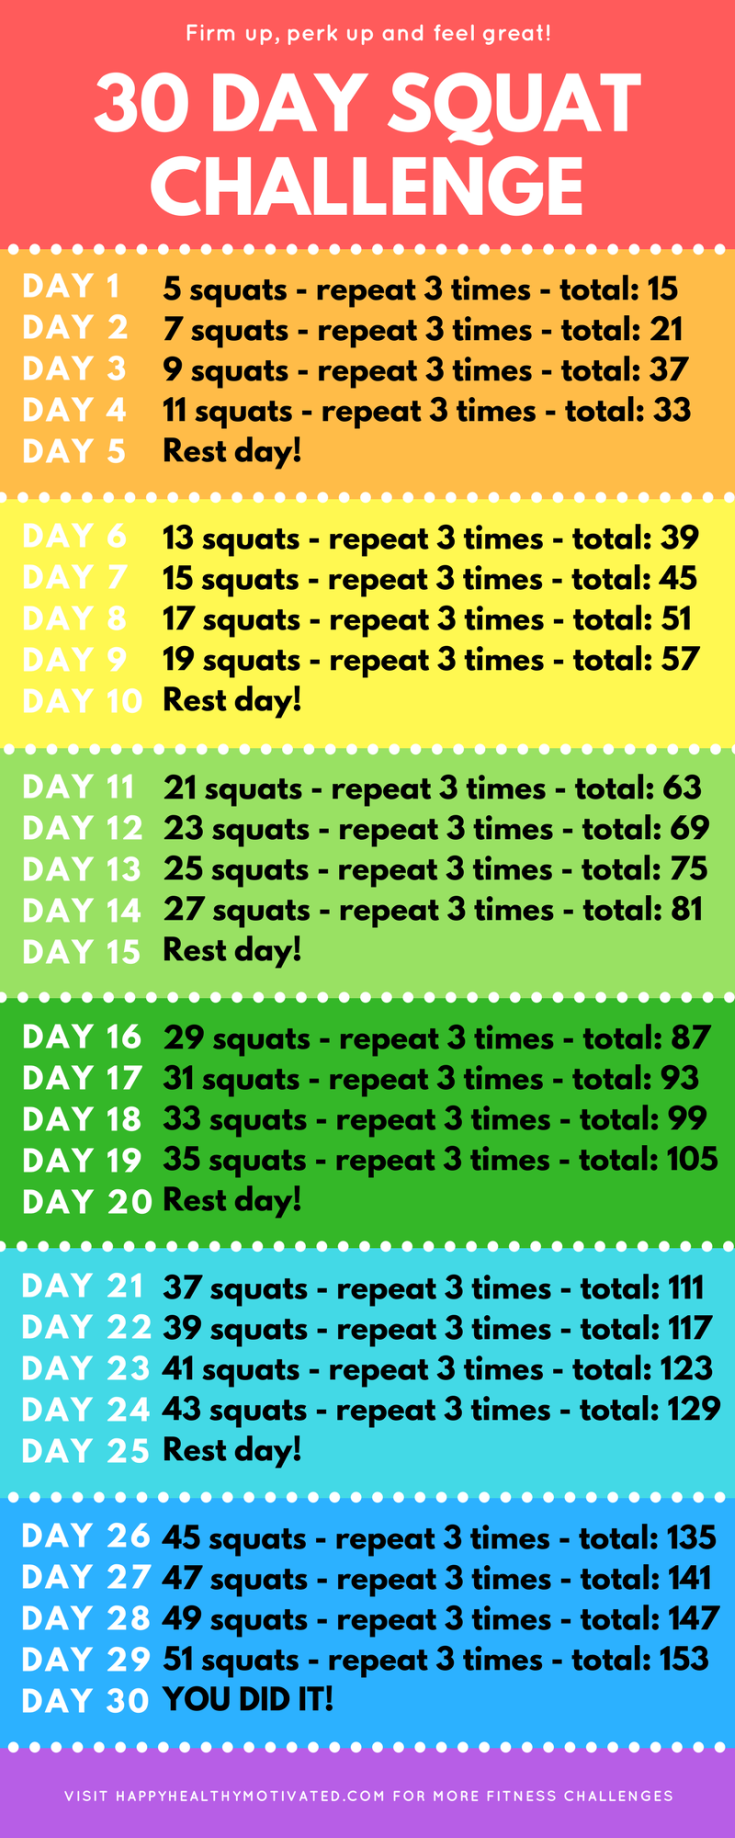 Firm up, perk up and feel great!
30 DAY SQUAT
CHALLENGE
DAY 1 5 squats - repeat 3 times - total: 15
DAY 2 7 squats - repeat 3 times - total: 21
DAY 3 9 squats - repeat 3 times - total: 37
DAY 4 11 squats - repeat 3 times - total: 33
DAY 5 Rest day!
DAY 6 13 squats - repeat 3 times - total: 39
DAY 7 15 squats - repeat 3 times - total: 45
DAY 8 17 squats - repeat 3 times - total: 51
DAY 9 19 squats - repeat 3 times - total: 57
DAY 10 Rest day!
DAY 11 21 squats - repeat 3 times - total: 63
DAY 12 23 squats - repeat 3 times - total: 69
DAY 13 25 squats - repeat 3 times - total: 75
DAY 14 27 squats - repeat 3 times - total: 81
DAY 15 Rest day!
DAY 16 29 squats - repeat 3 times - total: 87
DAY 17 31 squats - repeat 3 times - total: 93
DAY 18 33 squats - repeat 3 times - total: 99
DAY 19 35 squats - repeat 3 times - total: 105
DAY 20 Rest day!
DAY 21 37 squats - repeat 3 times - total: 111
DAY 22 39 squats - repeat 3 times - total: 117
DAY 23 41 squats - repeat 3 times - total: 123
DAY 24 43 squats - repeat 3 times - total: 129
DAY 25 Rest day!
DAY 26 45 squats - repeat 3 times - total: 135
DAY 27 47 squats - repeat 3 times - total: 141
DAY 28 49 squats - repeat 3 times - total: 147
DAY 29 51 squats - repeat 3 times - total: 153
DAY 30 YOU DID IT!
VISIT HAPPYHEALTHYMOTIVATED.COM FOR MORE FITNESS CHALLENGES